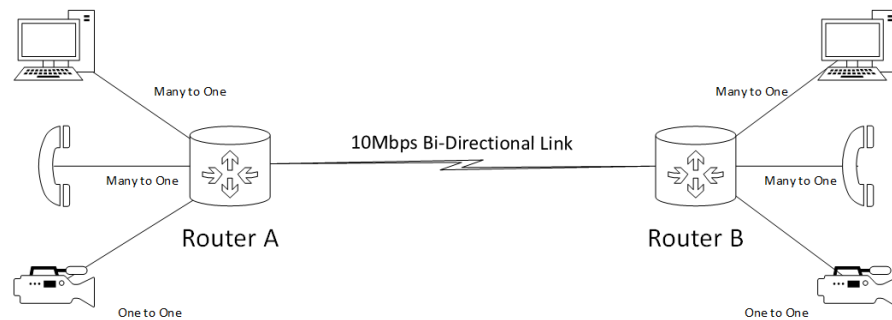 Many to One
Many to One
10Mbps Bi-Directional Link
Many to One
Many to One
Router A
Router B
One to One
One to One